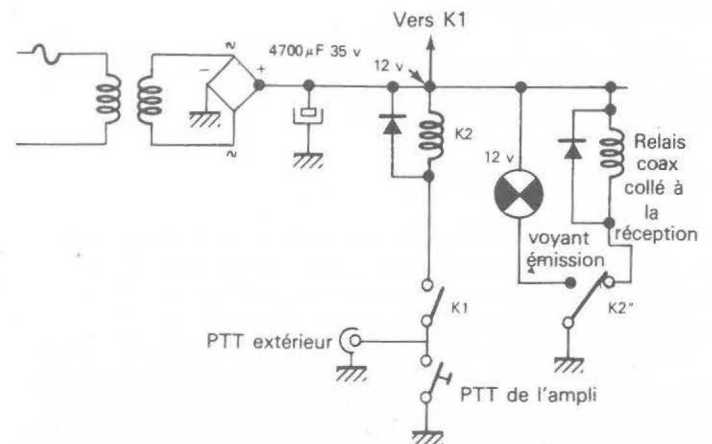 Vers K1
4700µF 35 v
12 v
~
-
+
~
K2
12 v
Relais
coax
collé à
la
réception
voyant
émission
K1
K2"
PTT extérieur
PTT de l'ampli